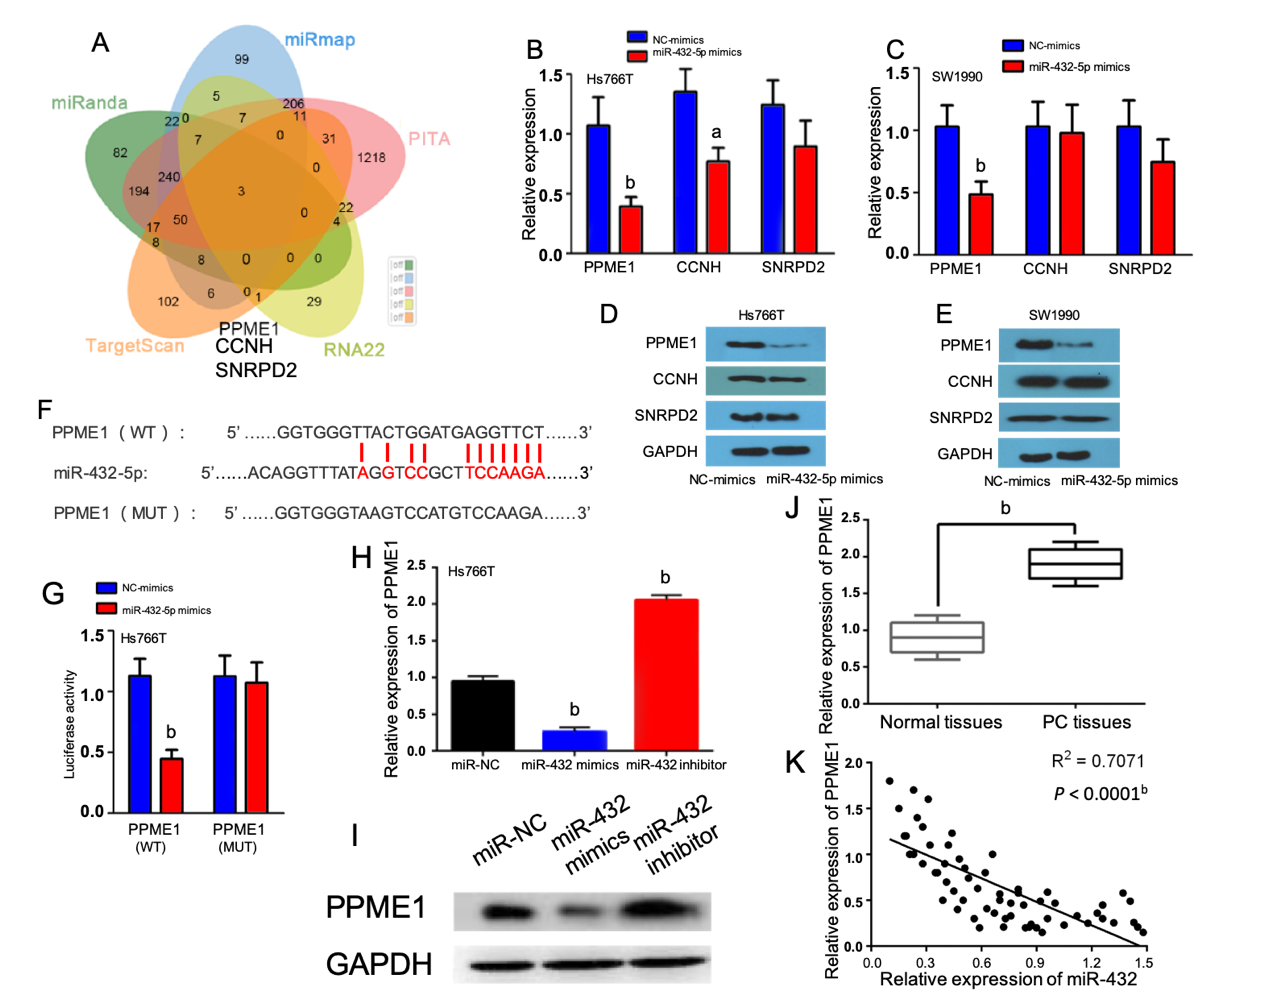 A
miRmap
miRanda
PITA
TargetScan
RNA22
99
5
206
22
0
7
11
0
31
7
82
1218
0
240
194
3
22
0
4
50
17
8
8
0
0
0
6
0
1
102
29
off
off
off
off
off
PPME1
CCNH
SNRPD2
B
NC-mimics
miR-432-5p mimics
Hs766T
Relative expression
1.5
1.0
0.5
0.0
b
a
PPME1 CCNH SNRPD2
C
NC-mimics
miR-432-5p mimics
SW1990
Relative expression
1.5
1.0
0.5
0.0
b
PPME1 CCNH SNRPD2
D
Hs766T
PPME1
CCNH
SNRPD2
GAPDH
NC-mimics miR-432-5p mimics
E
SW1990
PPME1
CCNH
SNRPD2
GAPDH
NC-mimics miR-432-5p mimics
F
PPME1 ( WT ) : 5’ ......GGTGGGTTACTGGATGAGGTTCT......3’
miR-432-5p: 5’......ACAGGTTTATAGGTCCGCTTCCAAGA......3’
PPME1 ( MUT ) : 5’ ......GGTGGGTAAGTCCATGTCCAAGA......3’
G
NC-mimics
miR-432-5p mimics
Hs766T
Luciferase activity
1.5
1.0
0.5
0.0
b
PPME1 (WT)
PPME1 (MUT)
H
Hs766T
Relative expression of PPME1
2.5
2.0
1.5
1.0
0.5
0.0
b
b
miR-NC miR-432 mimics miR-432 inhibitor
I
miR-NC
miR-432 mimics
miR-432 inhibitor
PPME1
GAPDH
J
Relative expression of PPME1
2.5
2.0
1.5
1.0
0.5
0.0
b
Normal tissues PC tissues
K
Relative expression of PPME1
2.0
1.5
1.0
0.5
0.0
R² = 0.7071
P < 0.0001ᵇ
0.0 0.3 0.6 0.9 1.2 1.5
Relative expression of miR-432